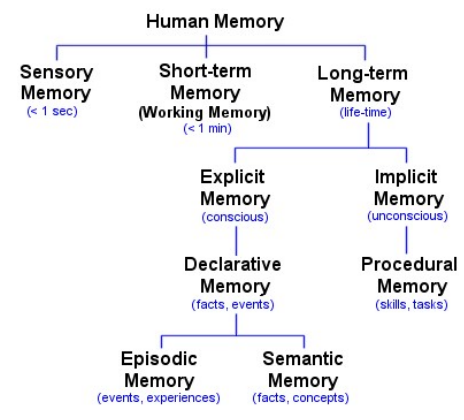 Human Memory
Sensory
Memory
(< 1 sec)
Short-term
Memory
(Working Memory)
(< 1 min)
Long-term
Memory
(life-time)
Explicit
Memory
(conscious)
Implicit
Memory
(unconscious)
Declarative
Memory
(facts, events)
Procedural
Memory
(skills, tasks)
Episodic
Memory
(events, experiences)
Semantic
Memory
(facts, concepts)